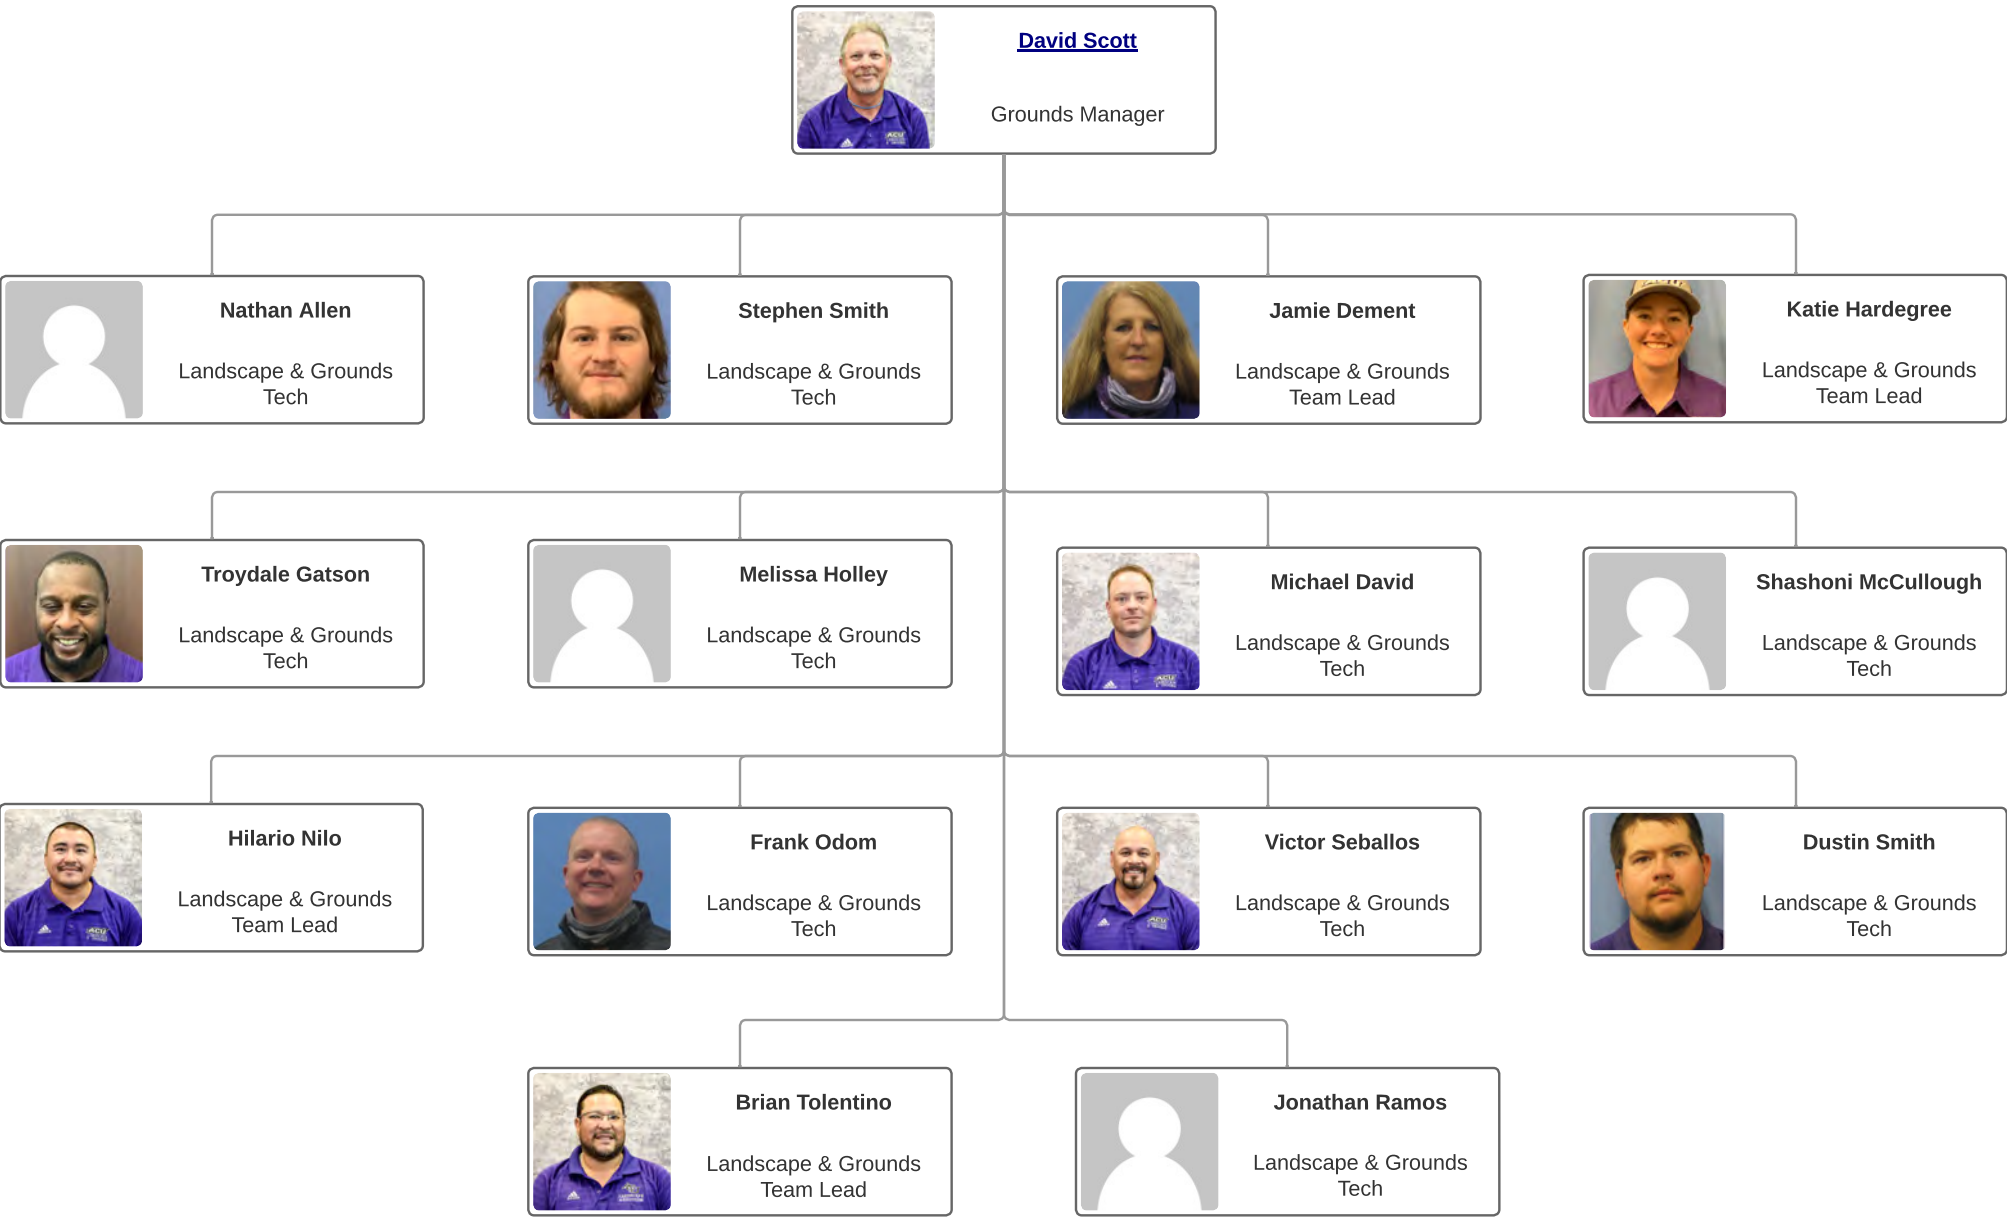 David Scott
Grounds Manager
Nathan Allen
Landscape & Grounds
Tech
Stephen Smith
Landscape & Grounds
Tech
Jamie Dement
Landscape & Grounds
Team Lead
Katie Hardegree
Landscape & Grounds
Team Lead
Troydale Gatson
Landscape & Grounds
Tech
Melissa Holley
Landscape & Grounds
Tech
Michael David
Landscape & Grounds
Tech
Shashoni McCullough
Landscape & Grounds
Tech
Hilario Nilo
Landscape & Grounds
Team Lead
Frank Odom
Landscape & Grounds
Tech
Victor Seballos
Landscape & Grounds
Tech
Dustin Smith
Landscape & Grounds
Tech
Brian Tolentino
Landscape & Grounds
Team Lead
Jonathan Ramos
Landscape & Grounds
Tech